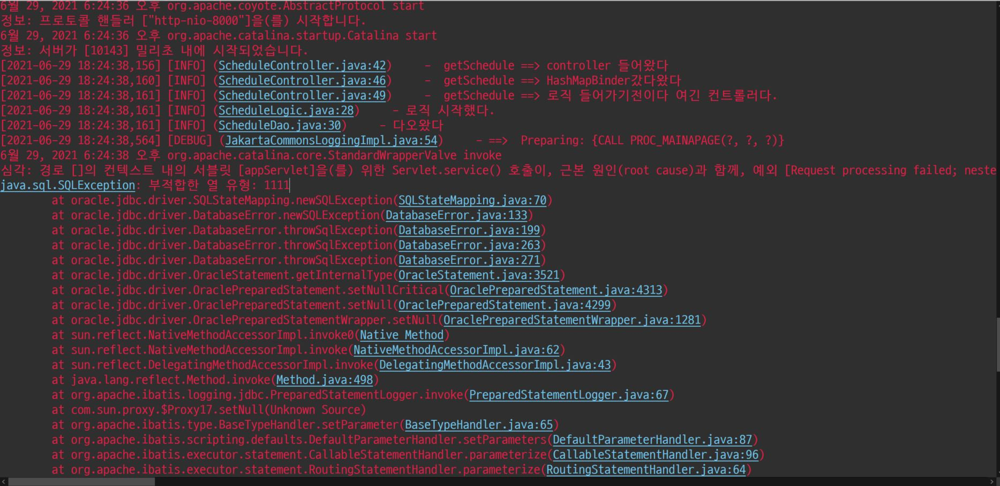 6월 29, 2021 6:24:36 오후 org.apache.coyote.AbstractProtocol start
정보: 프로토콜 핸들러 ["http-nio-8000"]을(를) 시작합니다.
6월 29, 2021 6:24:36 오후 org.apache.catalina.startup.Catalina start
정보: 서버가 [10143] 밀리초 내에 시작되었습니다.
[2021-06-29 18:24:38,156] [INFO] (ScheduleController.java:42)     -  getSchedule ==> controller 들어왔다
[2021-06-29 18:24:38,160] [INFO] (ScheduleController.java:46)     -  getSchedule ==> HashMapBinder갔다왔다
[2021-06-29 18:24:38,161] [INFO] (ScheduleController.java:49)     -  getSchedule ==> 로직 들어가기전이다 여긴 컨트롤러다.
[2021-06-29 18:24:38,161] [INFO] (ScheduleLogic.java:28)     - 로직 시작했다.
[2021-06-29 18:24:38,161] [INFO] (ScheduleDao.java:30)     - 다오왔다
[2021-06-29 18:24:38,564] [DEBUG] (JakartaCommonsLoggingImpl.java:54)     - ==>  Preparing: {CALL PROC_MAINAPAGE(?, ?, ?)}
6월 29, 2021 6:24:38 오후 org.apache.catalina.core.StandardWrapperValve invoke
심각: 경로 []의 컨텍스트 내의 서블릿 [appServlet]을(를) 위한 Servlet.service() 호출이, 근본 원인(root cause)과 함께, 예외 [Request processing failed; neste
java.sql.SQLException: 부적합한 열 유형: 1111
	at oracle.jdbc.driver.SQLStateMapping.newSQLException(SQLStateMapping.java:70)
	at oracle.jdbc.driver.DatabaseError.newSQLException(DatabaseError.java:133)
	at oracle.jdbc.driver.DatabaseError.throwSqlException(DatabaseError.java:199)
	at oracle.jdbc.driver.DatabaseError.throwSqlException(DatabaseError.java:263)
	at oracle.jdbc.driver.DatabaseError.throwSqlException(DatabaseError.java:271)
	at oracle.jdbc.driver.OracleStatement.getInternalType(OracleStatement.java:3521)
	at oracle.jdbc.driver.OraclePreparedStatement.setNullCritical(OraclePreparedStatement.java:4313)
	at oracle.jdbc.driver.OraclePreparedStatement.setNull(OraclePreparedStatement.java:4299)
	at oracle.jdbc.driver.OraclePreparedStatementWrapper.setNull(OraclePreparedStatementWrapper.java:1281)
	at sun.reflect.NativeMethodAccessorImpl.invoke0(Native Method)
	at sun.reflect.NativeMethodAccessorImpl.invoke(NativeMethodAccessorImpl.java:62)
	at sun.reflect.DelegatingMethodAccessorImpl.invoke(DelegatingMethodAccessorImpl.java:43)
	at java.lang.reflect.Method.invoke(Method.java:498)
	at org.apache.ibatis.logging.jdbc.PreparedStatementLogger.invoke(PreparedStatementLogger.java:67)
	at com.sun.proxy.$Proxy17.setNull(Unknown Source)
	at org.apache.ibatis.type.BaseTypeHandler.setParameter(BaseTypeHandler.java:65)
	at org.apache.ibatis.scripting.defaults.DefaultParameterHandler.setParameters(DefaultParameterHandler.java:87)
	at org.apache.ibatis.executor.statement.CallableStatementHandler.parameterize(CallableStatementHandler.java:96)
	at org.apache.ibatis.executor.statement.RoutingStatementHandler.parameterize(RoutingStatementHandler.java:64)